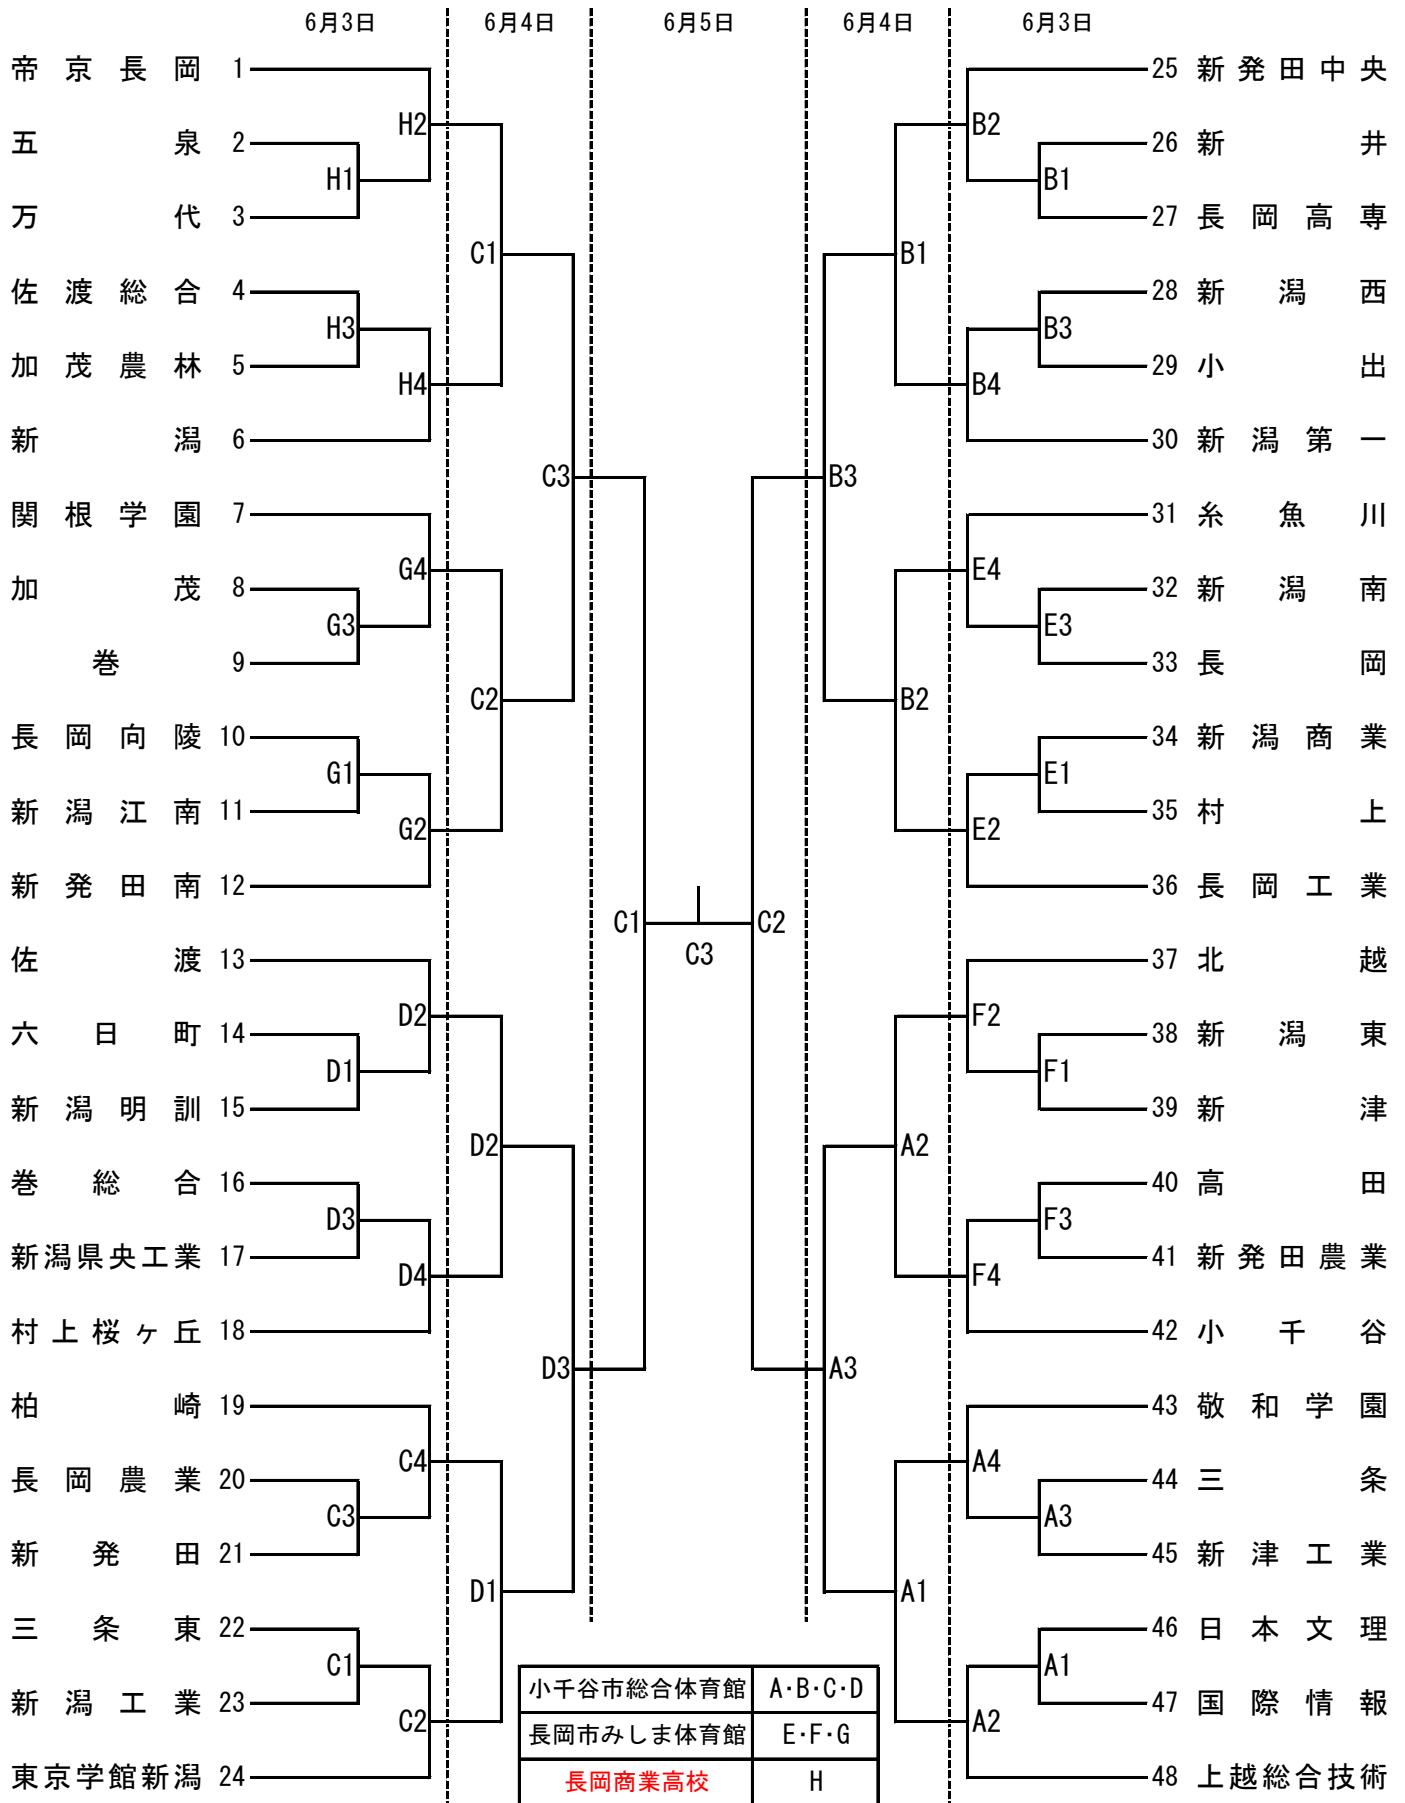 6月3日 6月4日 6月5日 6月4日 6月3日
帝京長岡 1
五泉 2
万代 3
佐渡総合 4
加茂農林 5
新潟 6
関根学園 7
加茂 8
巻 9
長岡向陵 10
新潟江南 11
新発田南 12
佐渡 13
六日町 14
新潟明訓 15
巻総合 16
新潟県央工業 17
村上桜ヶ丘 18
柏崎 19
長岡農業 20
新発田 21
三条東 22
新潟工業 23
東京学館新潟 24
H1
H2
H3
H4
G3
G4
G1
G2
D1
D2
D3
D4
C3
C4
C1
C2
C1
C2
D2
D1
C3
D3
C1
C3
C2
B3
A3
B1
B2
A2
A1
B2
B1
B3
B4
E4
E3
E1
E2
F2
F1
F3
F4
A4
A3
A1
A2
25 新発田中央
26 新井
27 長岡高専
28 新潟西
29 小出
30 新潟第一
31 糸魚川
32 新潟南
33 長岡
34 新潟商業
35 村上
36 長岡工業
37 北越
38 新潟東
39 新津
40 高田
41 新発田農業
42 小千谷
43 敬和学園
44 三条
45 新津工業
46 日本文理
47 国際情報
48 上越総合技術
小千谷市総合体育館 A・B・C・D
長岡市みしま体育館 E・F・G
長岡商業高校 H